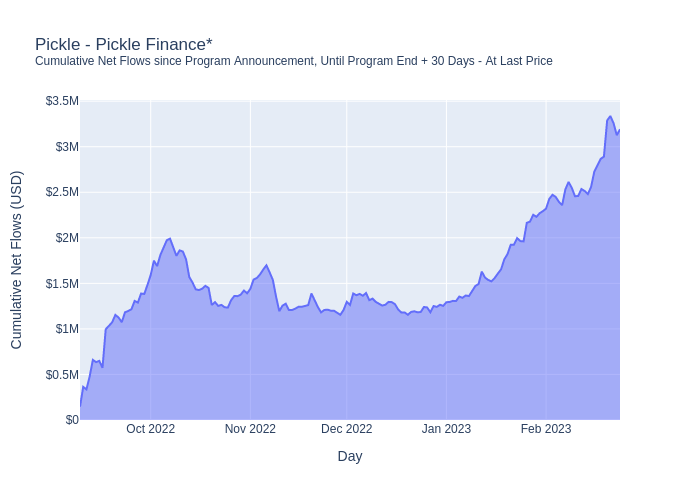 Pickle - Pickle Finance*
Cumulative Net Flows since Program Announcement, Until Program End + 30 Days - At Last Price
Cumulative Net Flows (USD)
$3.5M
$3M
$2.5M
$2M
$1.5M
$1M
$0.5M
$0
Oct 2022
Nov 2022
Dec 2022
Jan 2023
Feb 2023
Day